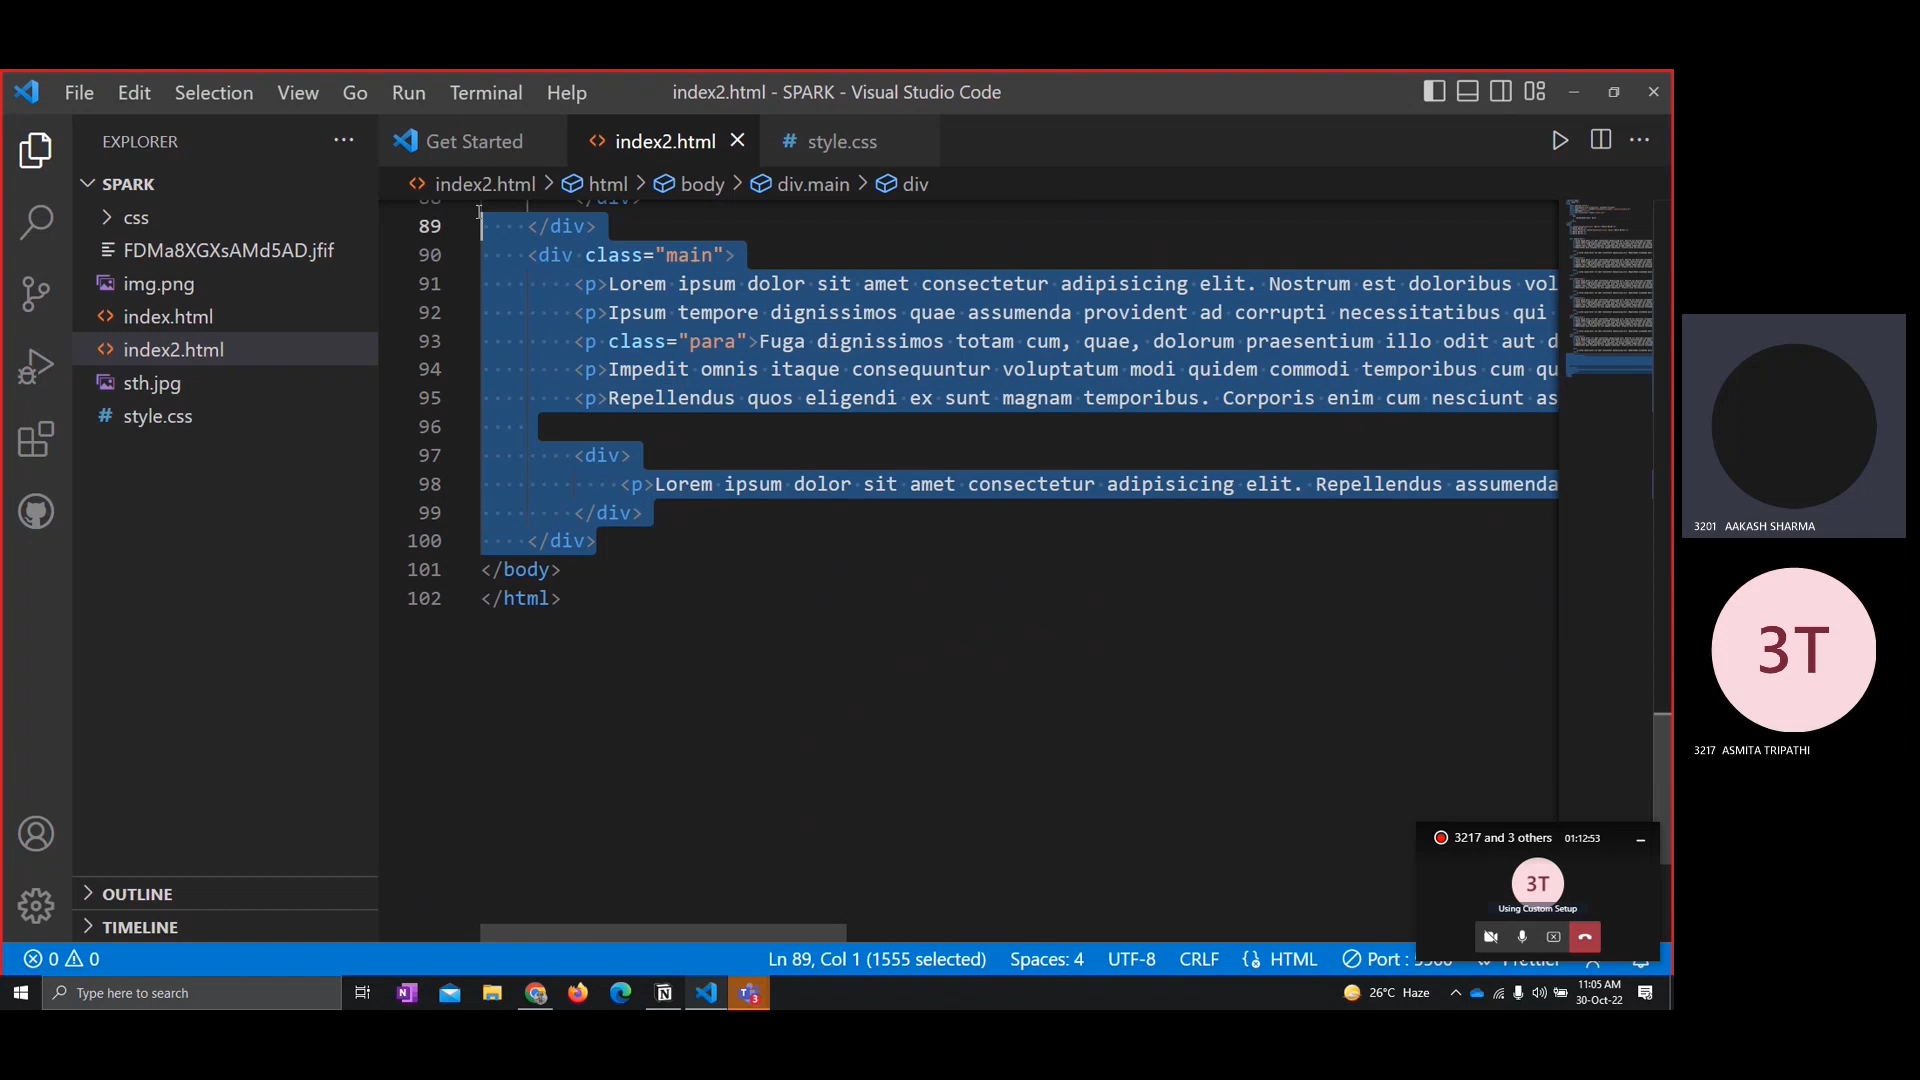 File Edit Selection View Go Run Terminal Help index2.html - SPARK - Visual Studio Code
EXPLORER
SPARK
css
FDMa8XGXsAMd5AD.jfif
img.png
index.html
index2.html
sth.jpg
style.css
OUTLINE
TIMELINE
Get Started index2.html style.css
index2.html > html > body > div.main > div
88 </div>
89 </div>
90 <div class="main">
91 <p>Lorem ipsum dolor sit amet consectetur adipisicing elit. Nostrum est doloribus vol
92 <p>Ipsum tempore dignissimos quae assumenda provident ad corrupti necessitatibus qui
93 <p class="para">Fuga dignissimos totam cum, quae, dolorum praesentium illo odit aut d
94 <p>Impedit omnis itaque consequuntur voluptatum modi quidem commodi temporibus cum qu
95 <p>Repellendus quos eligendi ex sunt magnam temporibus. Corporis enim cum nesciunt as
96
97 <div>
98 <p>Lorem ipsum dolor sit amet consectetur adipisicing elit. Repellendus assumenda
99 </div>
100 </div>
101 </body>
102 </html>
3201 AAKASH SHARMA
3T
3217 ASMITA TRIPATHI
3217 and 3 others 01:12:53
3T
Using Custom Setup
0 0 Ln 89, Col 1 (1555 selected) Spaces: 4 UTF-8 CRLF HTML Port :
Type here to search
26°C Haze
11:05 AM
30-Oct-22